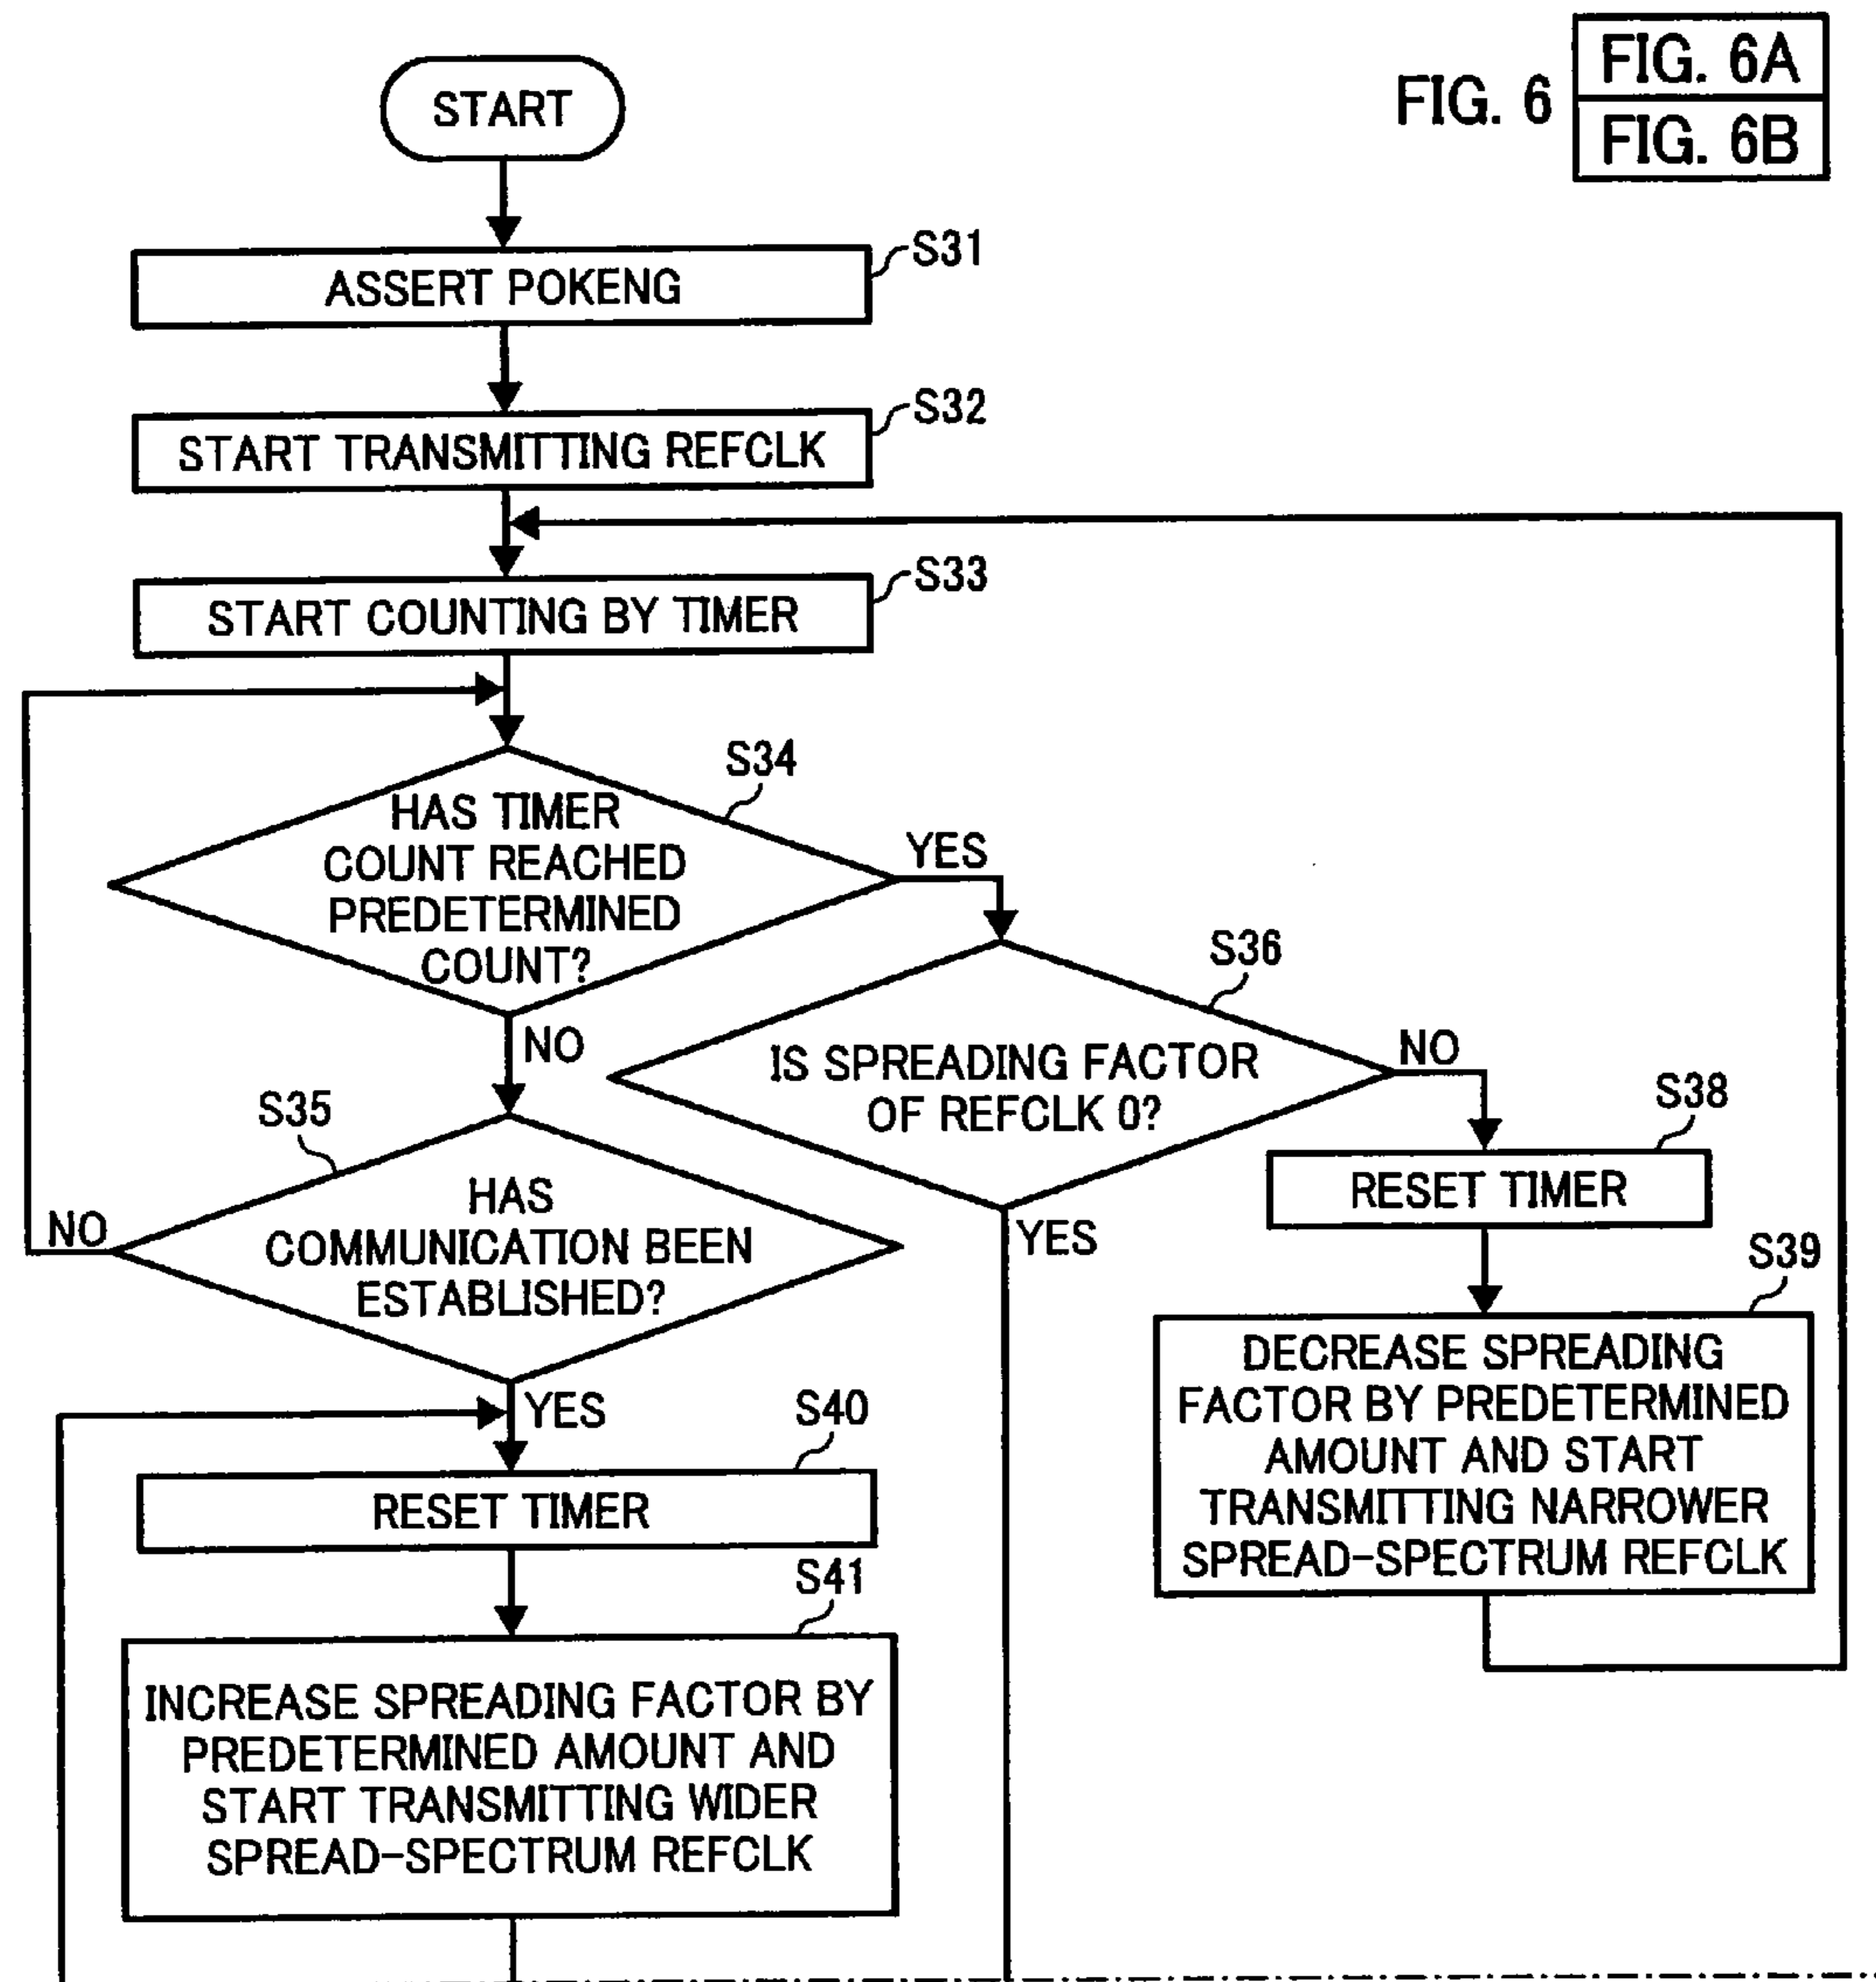 FIG. 6
FIG. 6A
FIG. 6B
START
S31
ASSERT POKENG
S32
START TRANSMITTING REFCLK
S33
START COUNTING BY TIMER
S34
HAS TIMER
COUNT REACHED
PREDETERMINED
COUNT?
YES
NO
S36
IS SPREADING FACTOR
OF REFCLK 0?
NO
YES
S35
HAS
COMMUNICATION BEEN
ESTABLISHED?
NO
YES
S38
RESET TIMER
S39
DECREASE SPREADING
FACTOR BY PREDETERMINED
AMOUNT AND START
TRANSMITTING NARROWER
SPREAD-SPECTRUM REFCLK
S40
RESET TIMER
S41
INCREASE SPREADING FACTOR BY
PREDETERMINED AMOUNT AND
START TRANSMITTING WIDER
SPREAD-SPECTRUM REFCLK